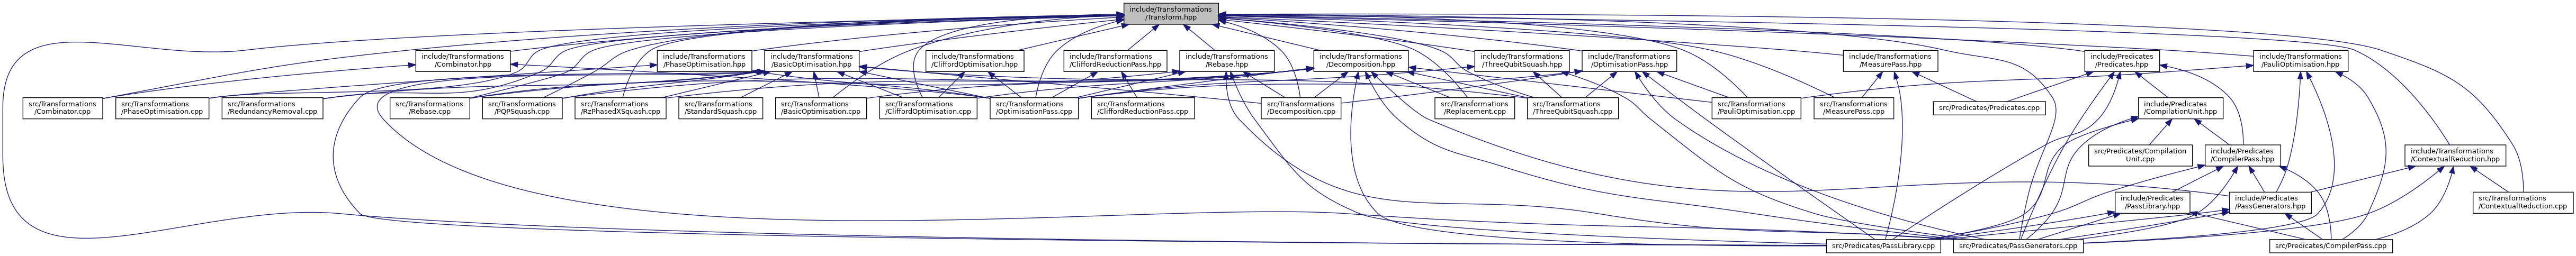 include/Transformations
/Transform.hpp
include/Transformations
/Combinator.hpp
include/Transformations
/PhaseOptimisation.hpp
include/Transformations
/BasicOptimisation.hpp
include/Transformations
/CliffordOptimisation.hpp
include/Transformations
/CliffordReductionPass.hpp
include/Transformations
/Rebase.hpp
include/Transformations
/Decomposition.hpp
include/Transformations
/ThreeQubitSquash.hpp
include/Transformations
/OptimisationPass.hpp
include/Transformations
/MeasurePass.hpp
include/Predicates
/Predicates.hpp
include/Transformations
/PauliOptimisation.hpp
src/Transformations
/Combinator.cpp
src/Transformations
/PhaseOptimisation.cpp
src/Transformations
/RedundancyRemoval.cpp
src/Transformations
/Rebase.cpp
src/Transformations
/PQPSquash.cpp
src/Transformations
/RzPhasedXSquash.cpp
src/Transformations
/StandardSquash.cpp
src/Transformations
/BasicOptimisation.cpp
src/Transformations
/CliffordOptimisation.cpp
src/Transformations
/OptimisationPass.cpp
src/Transformations
/CliffordReductionPass.cpp
src/Transformations
/Decomposition.cpp
src/Transformations
/Replacement.cpp
src/Transformations
/ThreeQubitSquash.cpp
src/Transformations
/PauliOptimisation.cpp
src/Transformations
/MeasurePass.cpp
src/Predicates/Predicates.cpp
include/Predicates
/CompilationUnit.hpp
src/Predicates/Compilation
Unit.cpp
include/Predicates
/CompilerPass.hpp
include/Transformations
/ContextualReduction.hpp
include/Predicates
/PassLibrary.hpp
include/Predicates
/PassGenerators.hpp
src/Transformations
/ContextualReduction.cpp
src/Predicates/PassLibrary.cpp
src/Predicates/PassGenerators.cpp
src/Predicates/CompilerPass.cpp